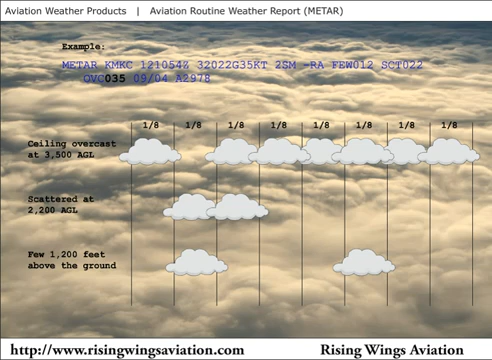 Aviation Weather Products | Aviation Routine Weather Report (METAR)
Example:
METAR KMKC 121054Z 32022G35KT 2SM -RA FEW012 SCT022
OVC035 09/04 A2978
1/8 1/8 1/8 1/8 1/8 1/8 1/8 1/8
Ceiling overcast
at 3,500 AGL
Scattered at
2,200 AGL
Few 1,200 feet
above the ground
http://www.risingwingsaviation.com Rising Wings Aviation